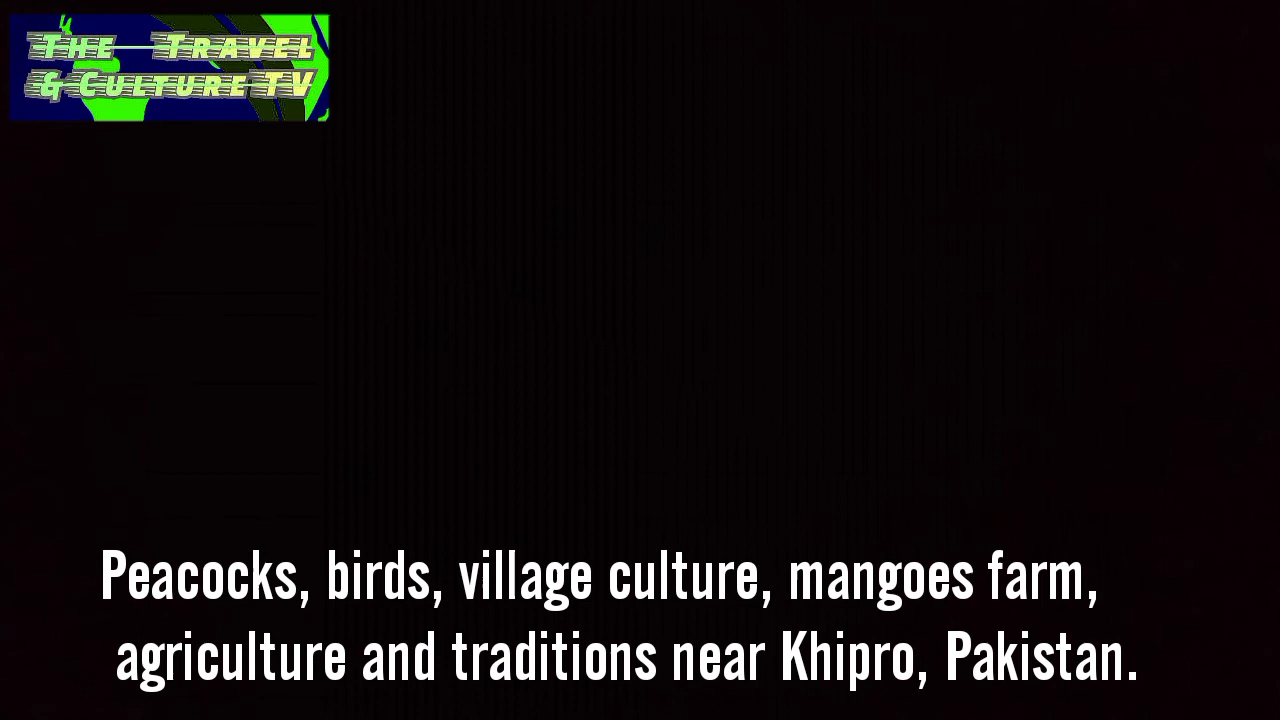 The Travel
& Culture TV
Peacocks, birds, village culture, mangoes farm,
agriculture and traditions near Khipro, Pakistan.